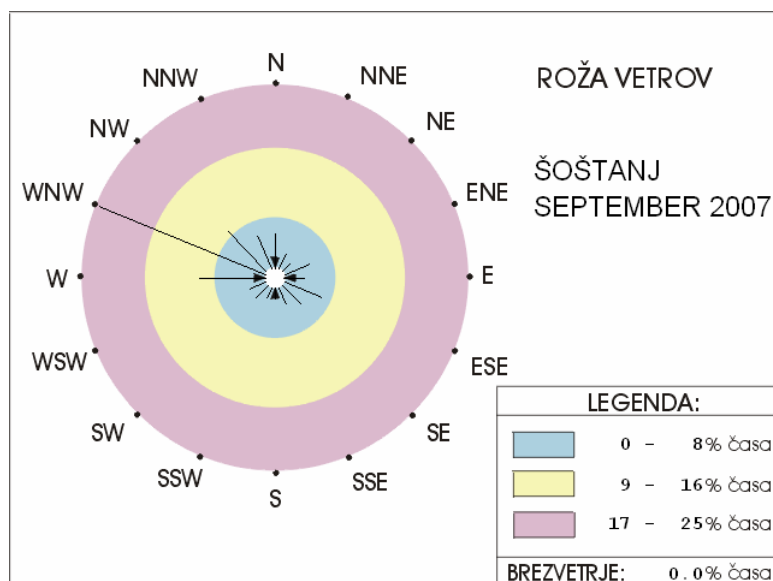 ROŽA VETROV
ŠOŠTANJ
SEPTEMBER 2007
N
NNE
NE
ENE
E
ESE
SE
SSE
S
SSW
SW
WSW
W
WNW
NW
NNW
LEGENDA:
0 - 8% časa
9 - 16% časa
17 - 25% časa
BREZVETRJE: 0.0% časa